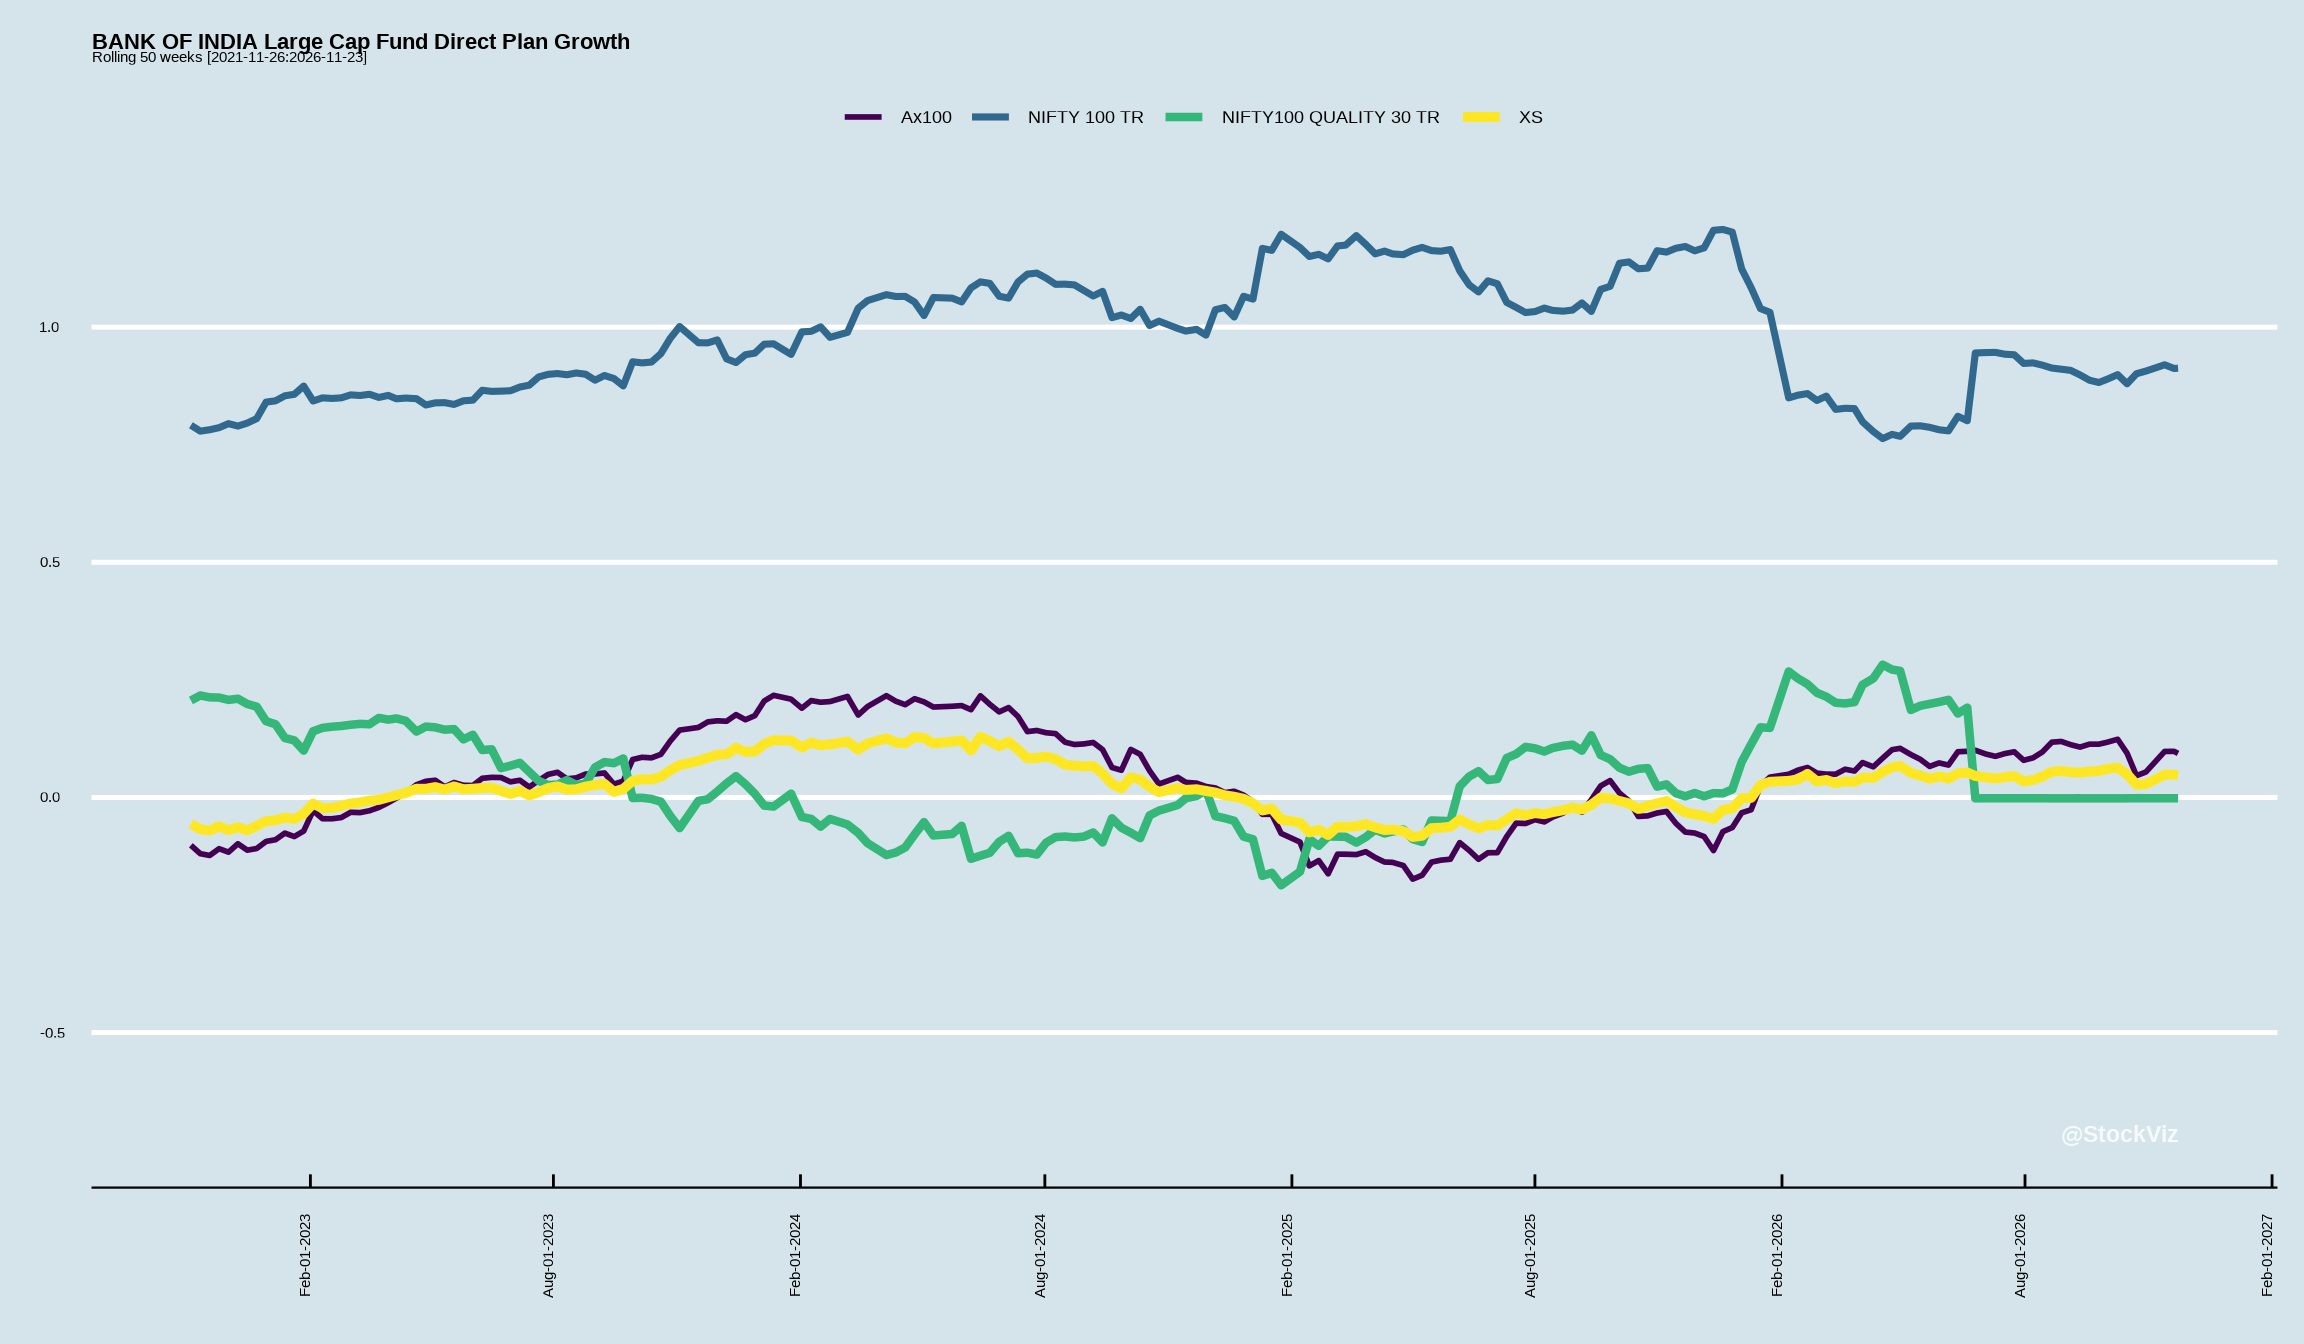 BANK OF INDIA Large Cap Fund Direct Plan Growth
Rolling 50 weeks [2021-11-26:2026-11-23]
Ax100 NIFTY 100 TR NIFTY100 QUALITY 30 TR XS
1.0
0.5
0.0
-0.5
@StockViz
Feb-01-2023 Aug-01-2023 Feb-01-2024 Aug-01-2024 Feb-01-2025 Aug-01-2025 Feb-01-2026 Aug-01-2026 Feb-01-2027